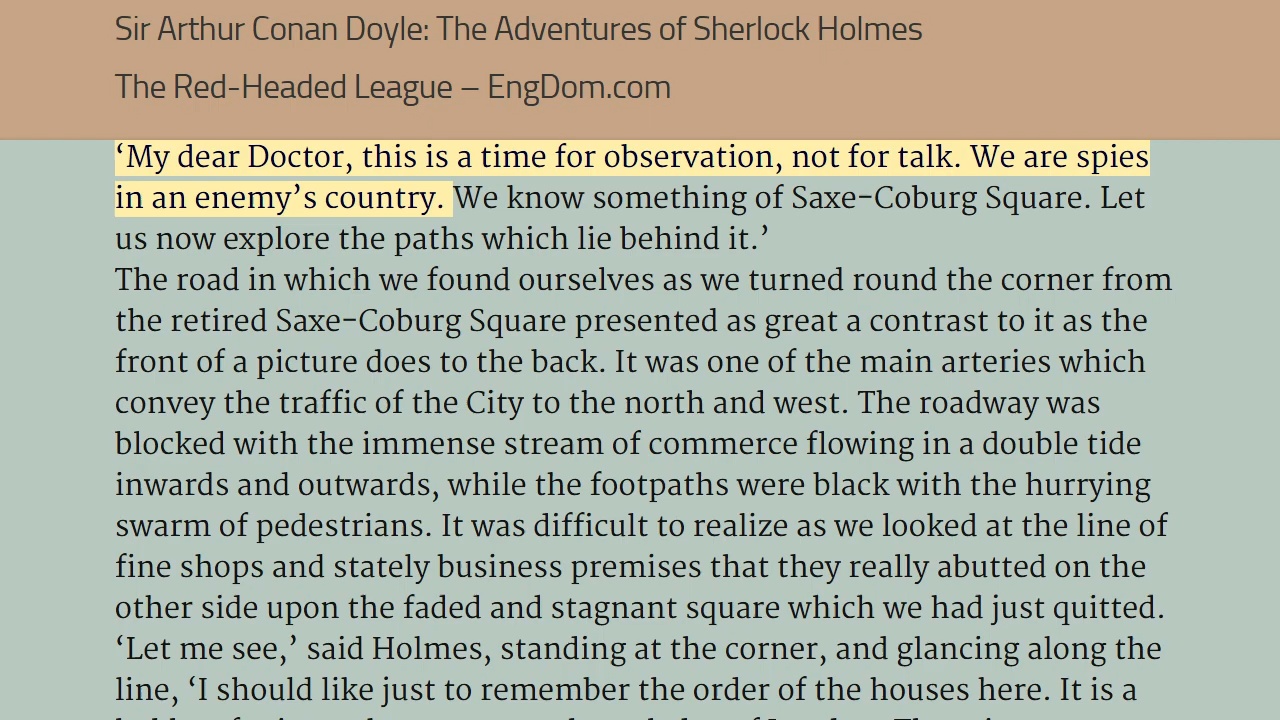 Sir Arthur Conan Doyle: The Adventures of Sherlock Holmes
The Red-Headed League – EngDom.com
‘My dear Doctor, this is a time for observation, not for talk. We are spies
in an enemy’s country. We know something of Saxe-Coburg Square. Let
us now explore the paths which lie behind it.’
The road in which we found ourselves as we turned round the corner from
the retired Saxe-Coburg Square presented as great a contrast to it as the
front of a picture does to the back. It was one of the main arteries which
convey the traffic of the City to the north and west. The roadway was
blocked with the immense stream of commerce flowing in a double tide
inwards and outwards, while the footpaths were black with the hurrying
swarm of pedestrians. It was difficult to realize as we looked at the line of
fine shops and stately business premises that they really abutted on the
other side upon the faded and stagnant square which we had just quitted.
‘Let me see,’ said Holmes, standing at the corner, and glancing along the
line, ‘I should like just to remember the order of the houses here. It is a